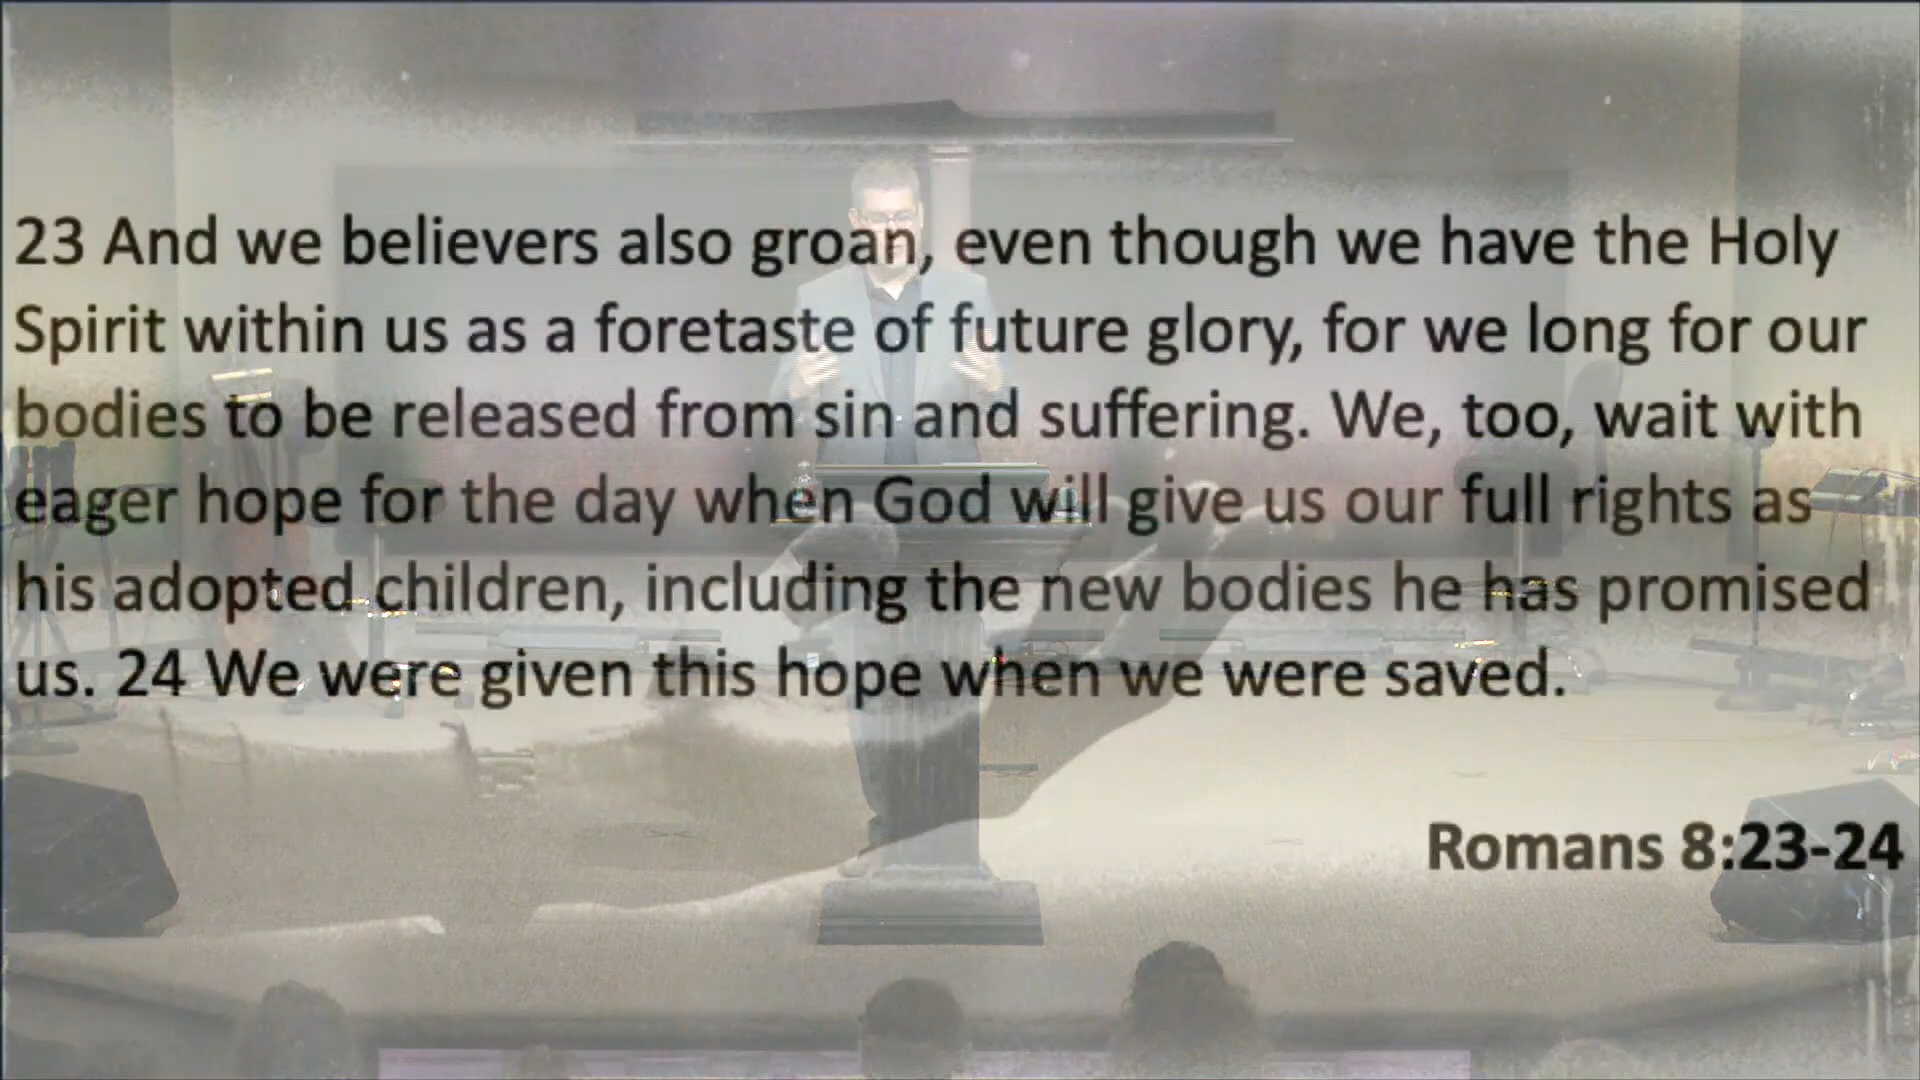 23 And we believers also groan, even though we have the Holy
Spirit within us as a foretaste of future glory, for we long for our
bodies to be released from sin and suffering. We, too, wait with
eager hope for the day when God will give us our full rights as
his adopted children, including the new bodies he has promised
us. 24 We were given this hope when we were saved.
Romans 8:23-24